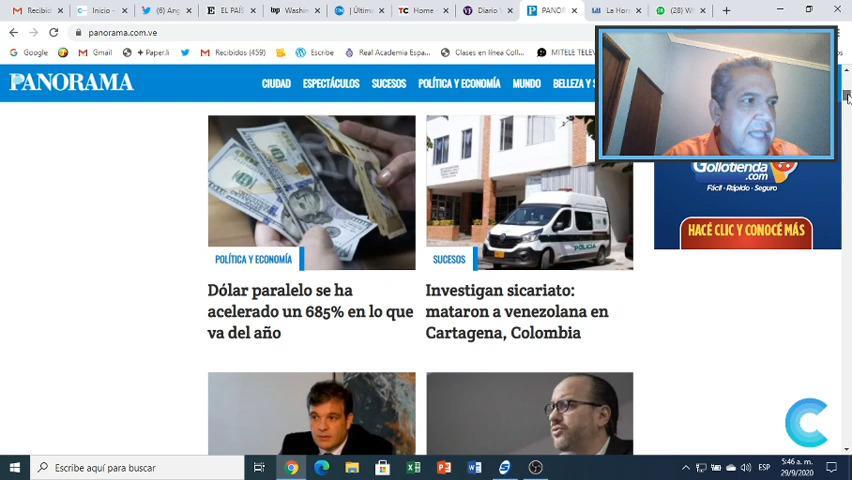 Recibid
Inicio -
(6) Ang
EL PAÍS
Washin
| Últim
Home
Diario
PANOR
La Hor
(28) W
panorama.com.ve
Google
Gmail
+ Paper.li
Recibidos (459)
Escribe
Real Academia Espa...
Clases en línea Coll...
MITELE TELEV
PANORAMA
CIUDAD ESPECTÁCULOS SUCESOS POLÍTICA Y ECONOMÍA MUNDO BELLEZA Y S
Gollotienda
.com
Fácil · Rápido · Seguro
HACÉ CLIC Y CONOCÉ MÁS
POLICIA
POLÍTICA Y ECONOMÍA
Dólar paralelo se ha
acelerado un 685% en lo que
va del año
SUCESOS
Investigan sicariato:
mataron a venezolana en
Cartagena, Colombia
Escribe aquí para buscar
ESP
5:46 a. m.
29/9/2020